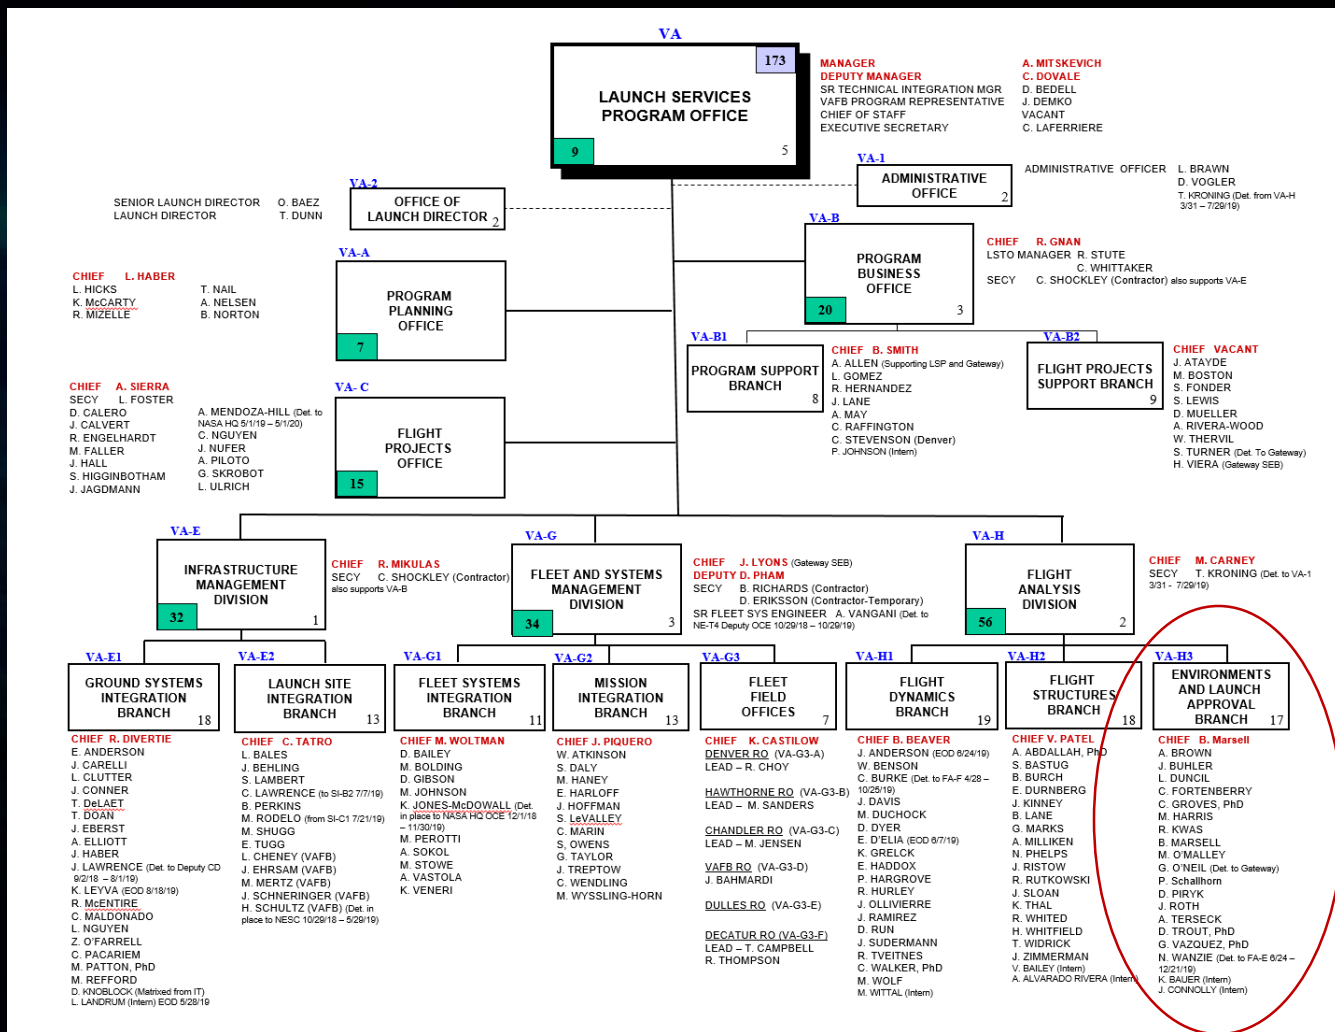 VA
173
LAUNCH SERVICES
PROGRAM OFFICE
9
5
MANAGER A. MITSKEVICH
DEPUTY MANAGER C. DOVALE
SR TECHNICAL INTEGRATION MGR D. BEDELL
VAFB PROGRAM REPRESENTATIVE J. DEMKO
CHIEF OF STAFF VACANT
EXECUTIVE SECRETARY C. LAFERRIERE
VA-1
ADMINISTRATIVE
OFFICE
2
ADMINISTRATIVE OFFICER L. BRAWN
D. VOGLER
T. KRONING (Det. from VA-H
3/31 – 7/29/19)
VA-2
OFFICE OF
LAUNCH DIRECTOR
2
SENIOR LAUNCH DIRECTOR O. BAEZ
LAUNCH DIRECTOR T. DUNN
VA-B
PROGRAM
BUSINESS
OFFICE
20
3
CHIEF R. GNAN
LSTO MANAGER R. STUTE
C. WHITTAKER
SECY C. SHOCKLEY (Contractor) also supports VA-E
VA-A
PROGRAM
PLANNING
OFFICE
7
CHIEF L. HABER
L. HICKS T. NAIL
K. McCARTY A. NELSEN
R. MIZELLE B. NORTON
VA-B1
PROGRAM SUPPORT
BRANCH
8
CHIEF B. SMITH
A. ALLEN (Supporting LSP and Gateway)
L. GOMEZ
R. HERNANDEZ
J. LANE
A. MAY
C. RAFFINGTON
C. STEVENSON (Denver)
P. JOHNSON (Intern)
VA-B2
FLIGHT PROJECTS
SUPPORT BRANCH
9
CHIEF VACANT
J. ATAYDE
M. BOSTON
S. FONDER
S. LEWIS
D. MUELLER
A. RIVERA-WOOD
W. THERVIL
S. TURNER (Det. To Gateway)
H. VIERA (Gateway SEB)
VA- C
FLIGHT
PROJECTS
OFFICE
15
CHIEF A. SIERRA
SECY L. FOSTER
D. CALERO
J. CALVERT
R. ENGELHARDT
M. FALLER
J. HALL
S. HIGGINBOTHAM
J. JAGDMANN
A. MENDOZA-HILL (Det. to
NASA HQ 5/1/19 – 5/1/20)
C. NGUYEN
J. NUFER
A. PILOTO
G. SKROBOT
L. ULRICH
VA-E
INFRASTRUCTURE
MANAGEMENT
DIVISION
32
1
CHIEF R. MIKULAS
SECY C. SHOCKLEY (Contractor)
also supports VA-B
VA-G
FLEET AND SYSTEMS
MANAGEMENT
DIVISION
34
3
CHIEF J. LYONS (Gateway SEB)
DEPUTY D. PHAM
SECY B. RICHARDS (Contractor)
D. ERIKSSON (Contractor-Temporary)
SR FLEET SYS ENGINEER A. VANGANI (Det. to
NE-T4 Deputy OCE 10/29/18 – 10/29/19)
VA-H
FLIGHT
ANALYSIS
DIVISION
56
2
CHIEF M. CARNEY
SECY T. KRONING (Det. to VA-1
3/31 - 7/29/19)
VA-E1
GROUND SYSTEMS
INTEGRATION
BRANCH
18
CHIEF R. DIVERTIE
E. ANDERSON
J. CARELLI
L. CLUTTER
J. CONNER
T. DeLAET
T. DOAN
J. EBERST
A. ELLIOTT
J. HABER
J. LAWRENCE (Det. to Deputy CD
9/2/18 – 8/1/19)
K. LEYVA (EOD 8/18/19)
R. McENTIRE
C. MALDONADO
L. NGUYEN
Z. O'FARRELL
C. PACARIEM
M. PATTON, PhD
M. REFFORD
D. KNOBLOCK (Matrixed from IT)
L. LANDRUM (Intern) EOD 5/28/19
VA-E2
LAUNCH SITE
INTEGRATION
BRANCH
13
CHIEF C. TATRO
L. BALES
J. BEHLING
S. LAMBERT
C. LAWRENCE (to SI-B2 7/7/19)
B. PERKINS
M. RODELO (from SI-C1 7/21/19)
M. SHUGG
E. TUGG
L. CHENEY (VAFB)
J. EHRSAM (VAFB)
M. MERTZ (VAFB)
J. SCHNERINGER (VAFB)
H. SCHULTZ (VAFB) (Det. in
place to NESC 10/29/18 – 5/29/19)
VA-G1
FLEET SYSTEMS
INTEGRATION
BRANCH
11
CHIEF M. WOLTMAN
D. BAILEY
M. BOLDING
D. GIBSON
M. JOHNSON
K. JONES-McDOWALL (Det.
in place to NASA HQ OCE 12/1/18
– 11/30/19)
M. PEROTTI
A. SOKOL
M. STOWE
A. VASTOLA
K. VENERI
VA-G2
MISSION
INTEGRATION
BRANCH
13
CHIEF J. PIQUERO
W. ATKINSON
S. DALY
M. HANEY
E. HARLOFF
J. HOFFMAN
S. LeVALLEY
C. MARIN
S, OWENS
G. TAYLOR
J. TREPTOW
C. WENDLING
M. WYSSLING-HORN
VA-G3
FLEET
FIELD
OFFICES
7
CHIEF K. CASTILOW
DENVER RO (VA-G3-A)
LEAD – R. CHOY
HAWTHORNE RO (VA-G3-B)
LEAD – M. SANDERS
CHANDLER RO (VA-G3-C)
LEAD – M. JENSEN
VAFB RO (VA-G3-D)
J. BAHMARDI
DULLES RO (VA-G3-E)
DECATUR RO (VA-G3-F)
LEAD – T. CAMPBELL
R. THOMPSON
VA-H1
FLIGHT
DYNAMICS
BRANCH
19
CHIEF B. BEAVER
J. ANDERSON (EOD 6/24/19)
W. BENSON
C. BURKE (Det. to FA-F 4/28 –
10/25/19)
J. DAVIS
M. DUCHOCK
D. DYER
E. D'ELIA (EOD 6/7/19)
K. GRELCK
E. HADDOX
P. HARGROVE
R. HURLEY
J. OLLIVIERRE
J. RAMIREZ
D. RUN
J. SUDERMANN
R. TVEITNES
C. WALKER, PhD
M. WOLF
M. WITTAL (Intern)
VA-H2
FLIGHT
STRUCTURES
BRANCH
18
CHIEF V. PATEL
A. ABDALLAH, PhD
S. BASTUG
B. BURCH
E. DURNBERG
J. KINNEY
B. LANE
G. MARKS
A. MILLIKEN
N. PHELPS
J. RISTOW
R. RUTKOWSKI
J. SLOAN
K. THAL
R. WHITED
H. WHITFIELD
T. WIDRICK
J. ZIMMERMAN
V. BAILEY (Intern)
A. ALVARADO RIVERA (Intern)
VA-H3
ENVIRONMENTS
AND LAUNCH
APPROVAL
BRANCH
17
CHIEF B. Marsell
A. BROWN
J. BUHLER
L. DUNCIL
C. FORTENBERRY
C. GROVES, PhD
M. HARRIS
R. KWAS
B. MARSELL
M. O'MALLEY
G. O'NEIL (Det. to Gateway)
P. Schallhorn
D. PIRYK
J. ROTH
A. TERSECK
D. TROUT, PhD
G. VAZQUEZ, PhD
N. WANZIE (Det. to FA-E 6/24 –
12/21/19)
K. BAUER (Intern)
J. CONNOLLY (Intern)